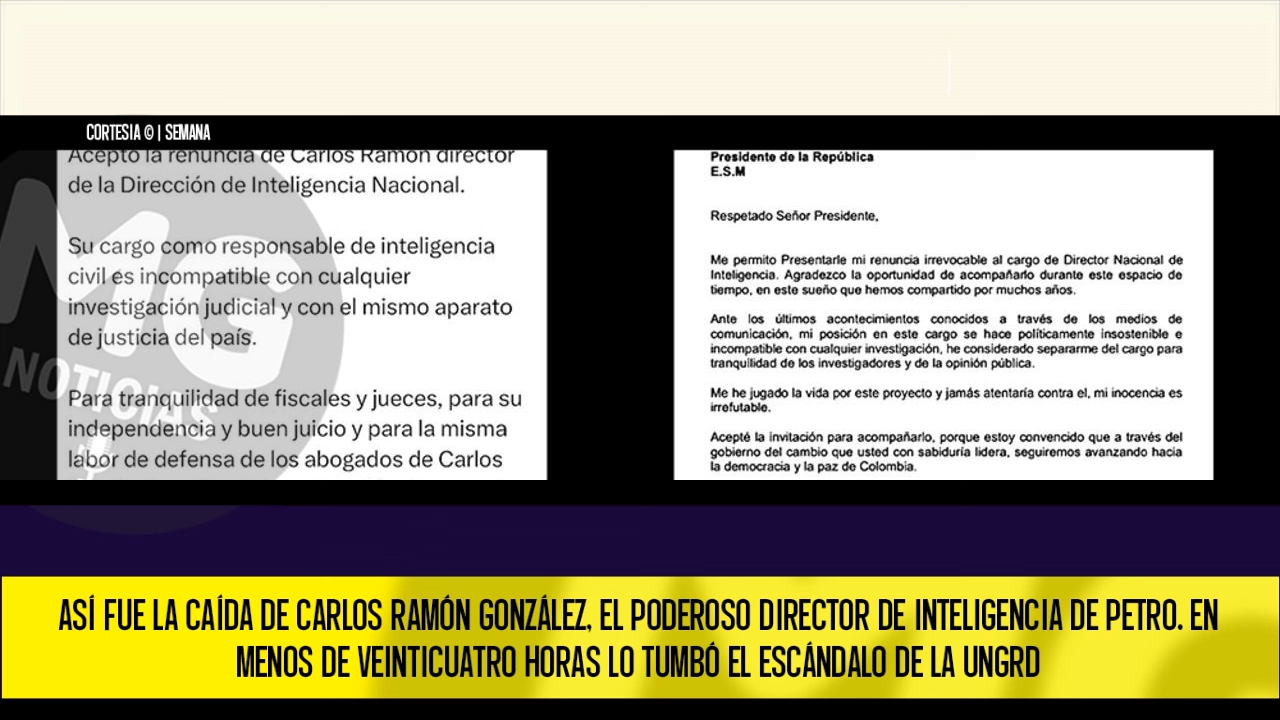 CORTESIA © | SEMANA
Acepto la renuncia de Carlos Ramón director
de la Dirección de Inteligencia Nacional.
Su cargo como responsable de inteligencia
civil es incompatible con cualquier
investigación judicial y con el mismo aparato
de justicia del país.
Para tranquilidad de fiscales y jueces, para su
independencia y buen juicio y para la misma
labor de defensa de los abogados de Carlos
MG
NOTICIAS
Presidente de la República
E.S.M
Respetado Señor Presidente,
Me permito Presentarle mi renuncia irrevocable al cargo de Director Nacional de
Inteligencia. Agradezco la oportunidad de acompañarlo durante este espacio de
tiempo, en este sueño que hemos compartido por muchos años.
Ante los últimos acontecimientos conocidos a través de los medios de
comunicación, mi posición en este cargo se hace políticamente insostenible e
incompatible con cualquier investigación, he considerado separarme del cargo para
tranquilidad de los investigadores y de la opinión pública.
Me he jugado la vida por este proyecto y jamás atentaría contra el, mi inocencia es
irrefutable.
Acepté la invitación para acompañarlo, porque estoy convencido que a través del
gobierno del cambio que usted con sabiduría lidera, seguiremos avanzando hacia
la democracia y la paz de Colombia.
ASÍ FUE LA CAÍDA DE CARLOS RAMÓN GONZÁLEZ, EL PODEROSO DIRECTOR DE INTELIGENCIA DE PETRO. EN
MENOS DE VEINTICUATRO HORAS LO TUMBÓ EL ESCÁNDALO DE LA UNGRD